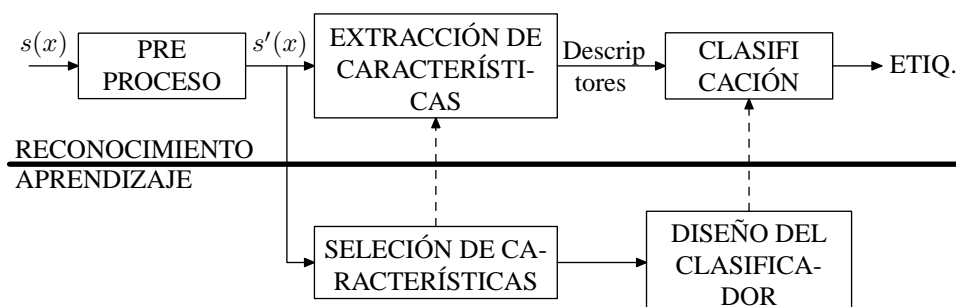 s(x)
PRE
PROCESO
s′(x)
EXTRACCIÓN DE
CARACTERÍSTI-
CAS
Descrip
tores
CLASIFI
CACIÓN
ETIQ.
RECONOCIMIENTO
APRENDIZAJE
SELECIÓN DE CA-
RACTERÍSTICAS
DISEÑO DEL
CLASIFICA-
DOR